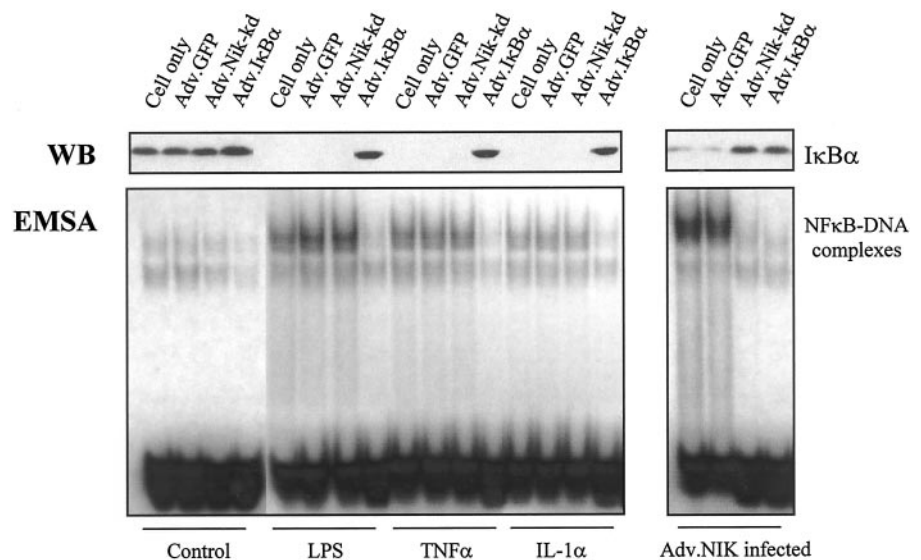 Cell only
Adv.GFP
Adv.Nik-kd
Adv.IκBα
Cell only
Adv.GFP
Adv.Nik-kd
Adv.IκBα
Cell only
Adv.GFP
Adv.Nik-kd
Adv.IκBα
Cell only
Adv.GFP
Adv.Nik-kd
Adv.IκBα
Cell only
Adv.GFP
Adv.Nik-kd
Adv.IκBα
WB
IκBα
EMSA
NFκB-DNA
complexes
Control
LPS
TNFα
IL-1α
Adv.NIK infected